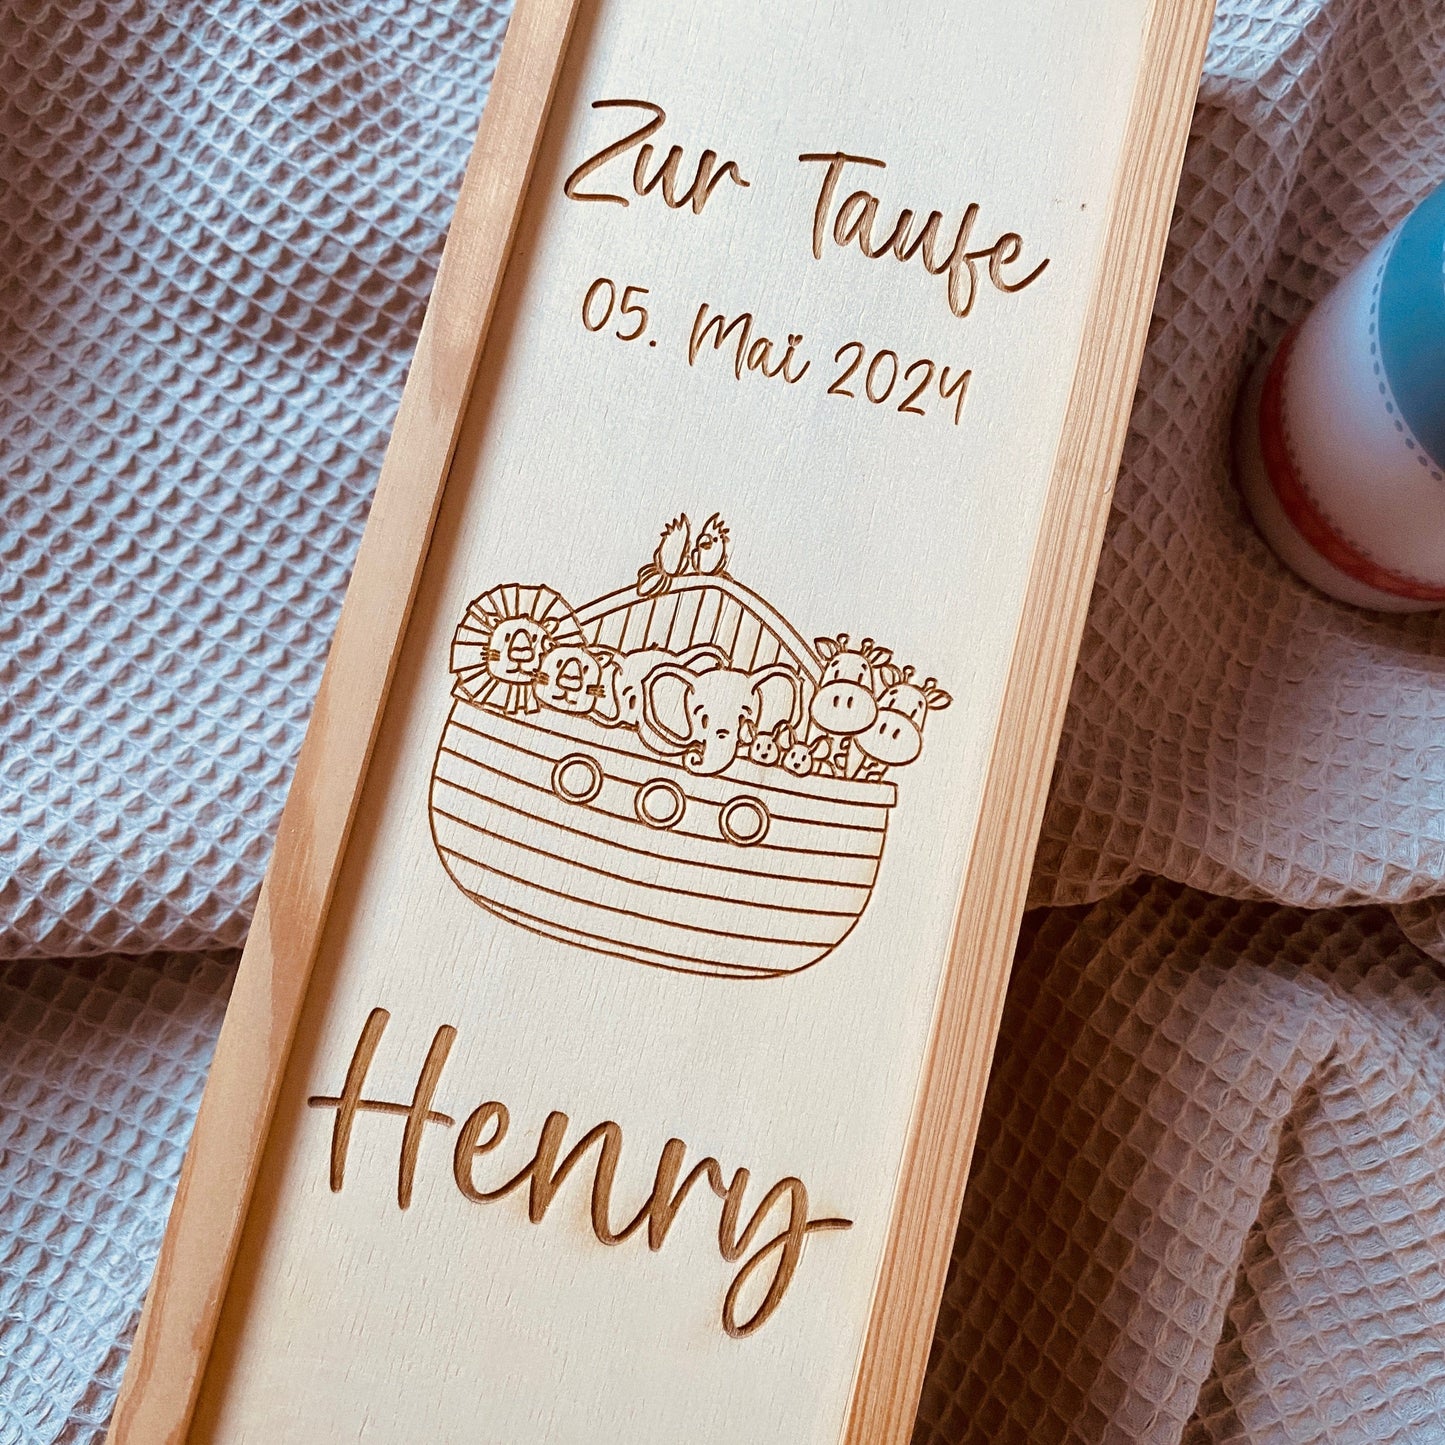 Zur Taufe
05. Mai 2024
Henry